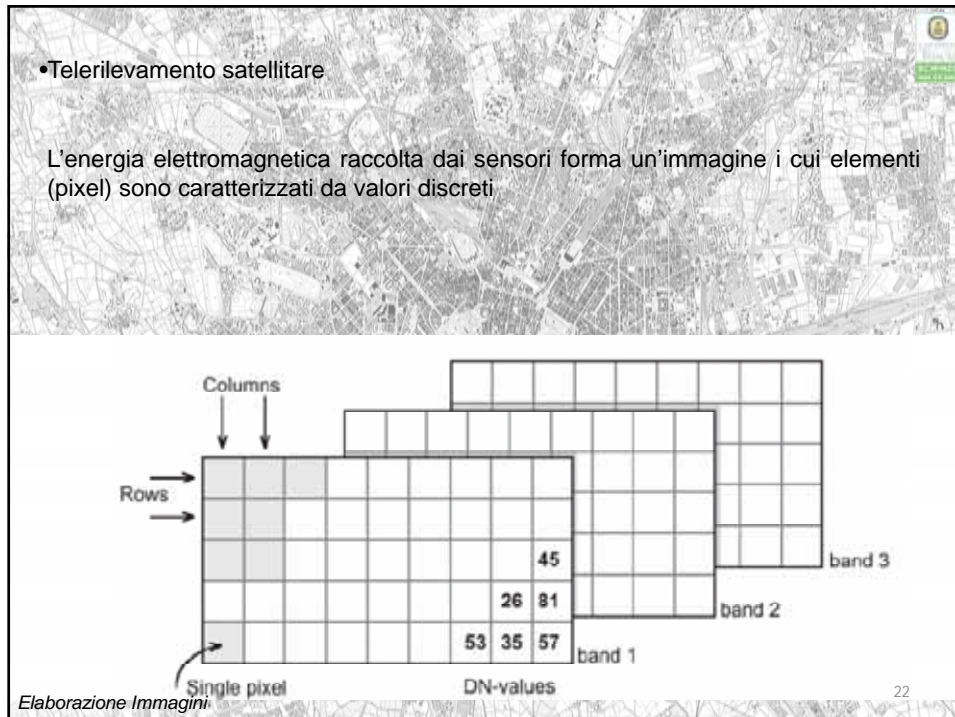 •Telerilevamento satellitare
L'energia elettromagnetica raccolta dai sensori forma un'immagine i cui elementi
(pixel) sono caratterizzati da valori discreti
Columns
Rows
45
26 81
53 35 57
band 1
band 2
band 3
Single pixel
DN-values
Elaborazione Immagini
22